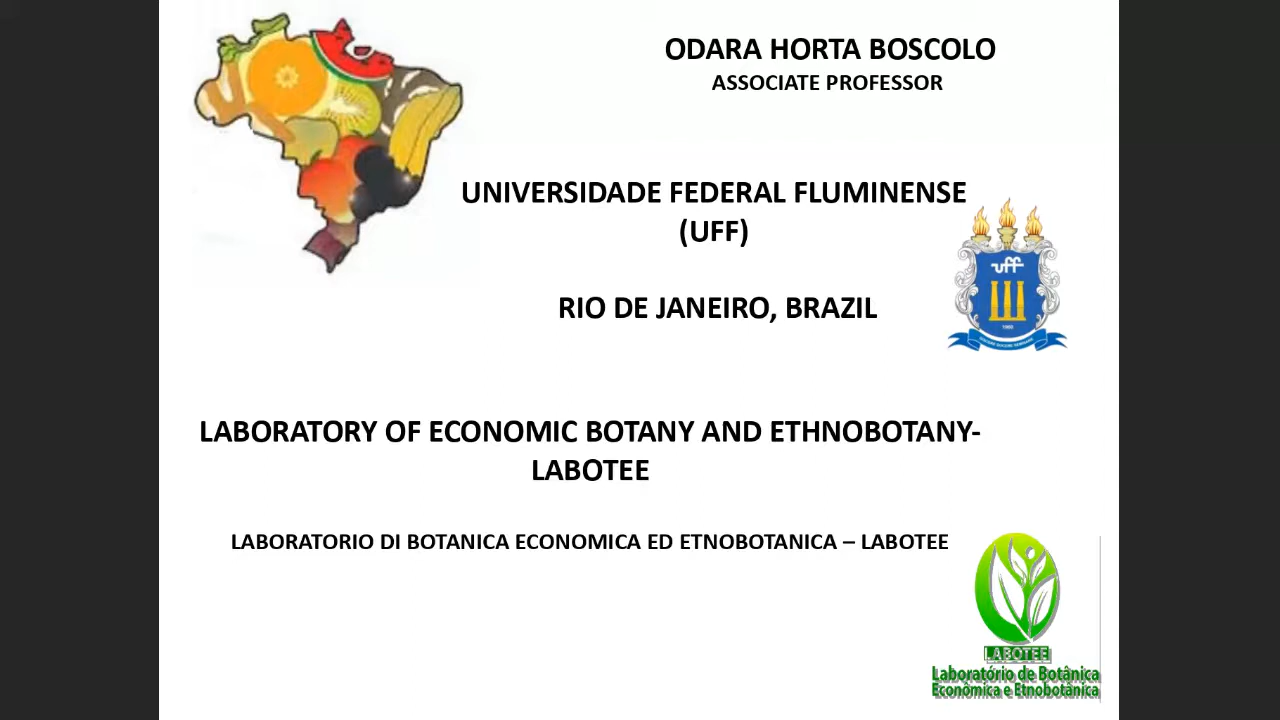 ODARA HORTA BOSCOLO
ASSOCIATE PROFESSOR
UNIVERSIDADE FEDERAL FLUMINENSE
(UFF)
uff
RIO DE JANEIRO, BRAZIL
LABORATORY OF ECONOMIC BOTANY AND ETHNOBOTANY-
LABOTEE
LABORATORIO DI BOTANICA ECONOMICA ED ETNOBOTANICA – LABOTEE
LABOTEE
Laboratório de Botânica
Econômica e Etnobotânica